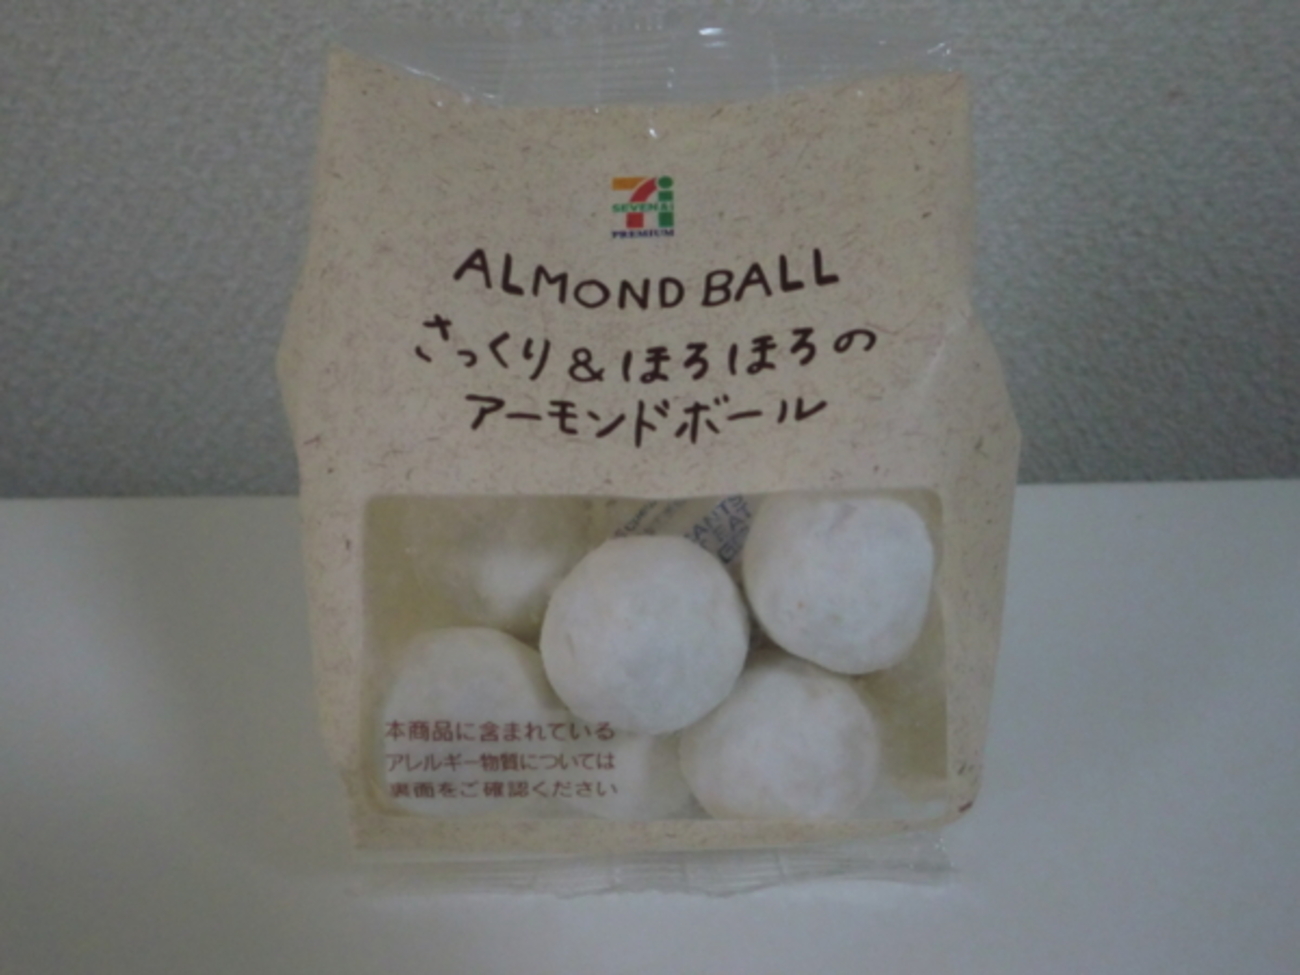 SEVEN&i
PREMIUM
ALMOND BALL
さっくり&ほろほろの
アーモンドボール
本商品に含まれている
アレルギー物質については
裏面をご確認ください